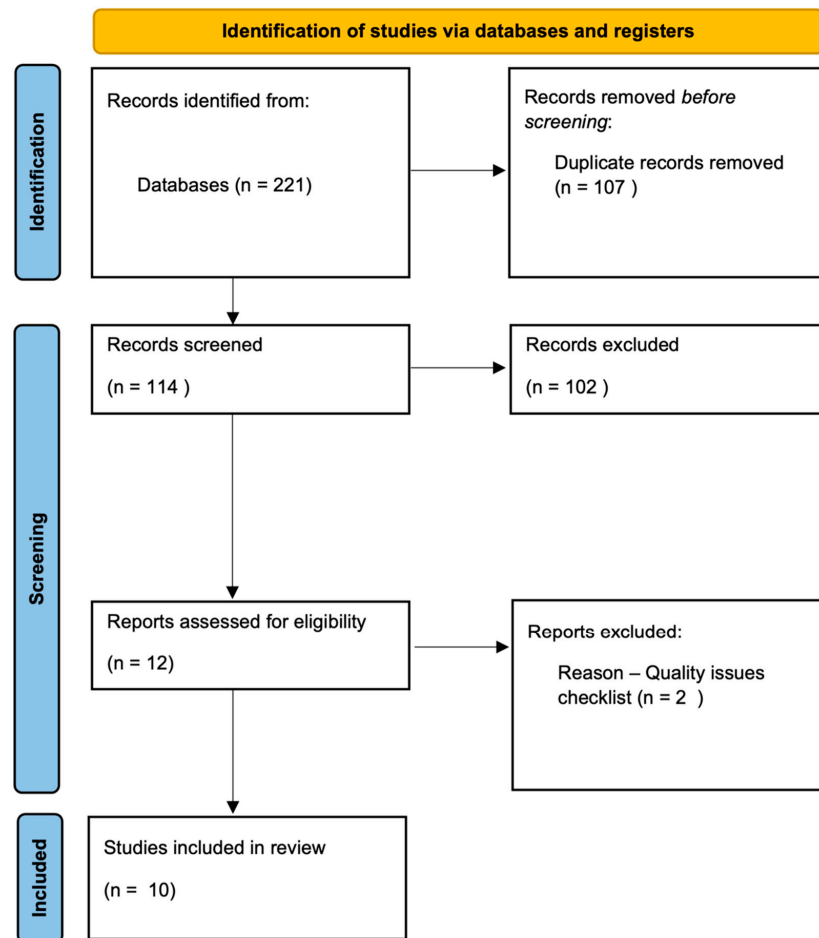 Identification of studies via databases and registers
Identification
Records identified from:
Databases (n = 221)
Records removed before
screening:
Duplicate records removed
(n = 107 )
Screening
Records screened
(n = 114 )
Records excluded
(n = 102 )
Reports assessed for eligibility
(n = 12)
Reports excluded:
Reason – Quality issues
checklist (n = 2  )
Included
Studies included in review
(n =  10)